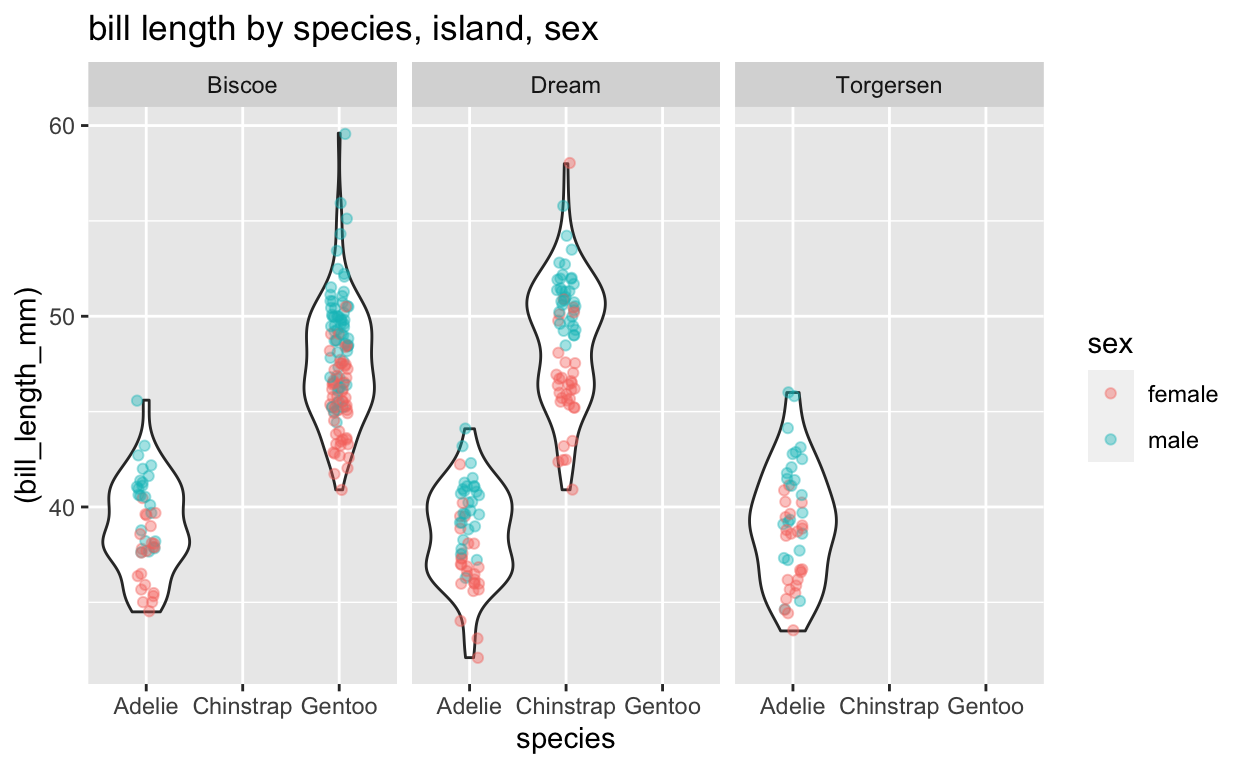 bill length by species, island, sex
Biscoe Dream Torgersen
60
50
40
(bill_length_mm)
Adelie Chinstrap Gentoo Adelie Chinstrap Gentoo Adelie Chinstrap Gentoo
species
sex
female
male